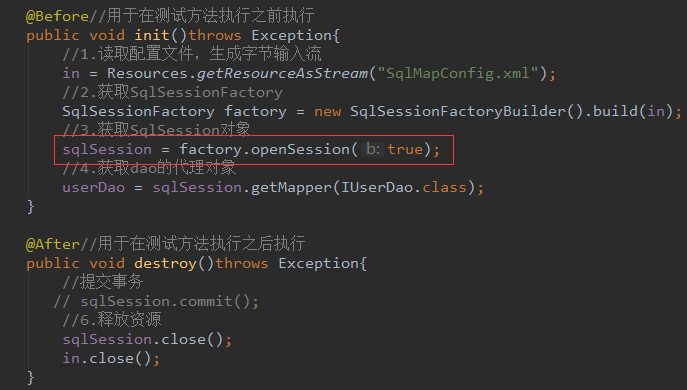 @Before//用于在测试方法执行之前执行
public void init()throws Exception{
//1.读取配置文件，生成字节输入流
in = Resources.getResourceAsStream("SqlMapConfig.xml");
//2.获取SqlSessionFactory
SqlSessionFactory factory = new SqlSessionFactoryBuilder().build(in);
//3.获取SqlSession对象
sqlSession = factory.openSession( b: true);
//4.获取dao的代理对象
userDao = sqlSession.getMapper(IUserDao.class);
}
@After//用于在测试方法执行之后执行
public void destroy()throws Exception{
//提交事务
// sqlSession.commit();
//6.释放资源
sqlSession.close();
in.close();
}